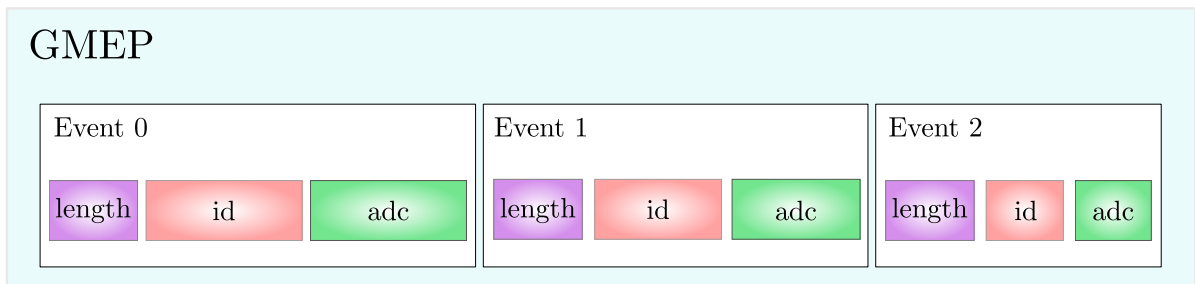 GMEP
Event 0
length id adc
Event 1
length id adc
Event 2
length id adc